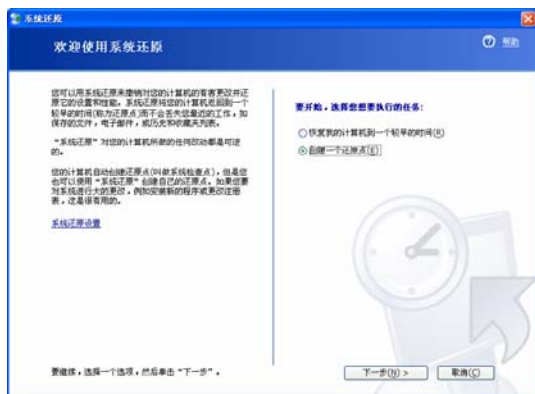 系统还原
欢迎使用系统还原
帮助
您可以用系统还原来撤销对您的计算机的有害更改并还
原它的设置和性能。系统还原将您的计算机返回到一个
较早的时间(称为还原点)而不会丢失您最近的工作，如
保存的文件，电子邮件，或历史和收藏夹列表。
“系统还原”对您的计算机所做的任何改动都是可逆
的。
您的计算机自动创建还原点(叫做系统检查点)，但是您
也可以使用“系统还原”创建自己的还原点。如果您要
对系统进行大的更改，例如安装新的程序或更改注册
表，这是很有用的。
系统还原设置
要开始，选择您想要执行的任务:
恢复我的计算机到一个较早的时间(R)
创建一个还原点(E)
要继续，选择一个选项，然后单击“下一步”。
下一步(N) >
取消(C)